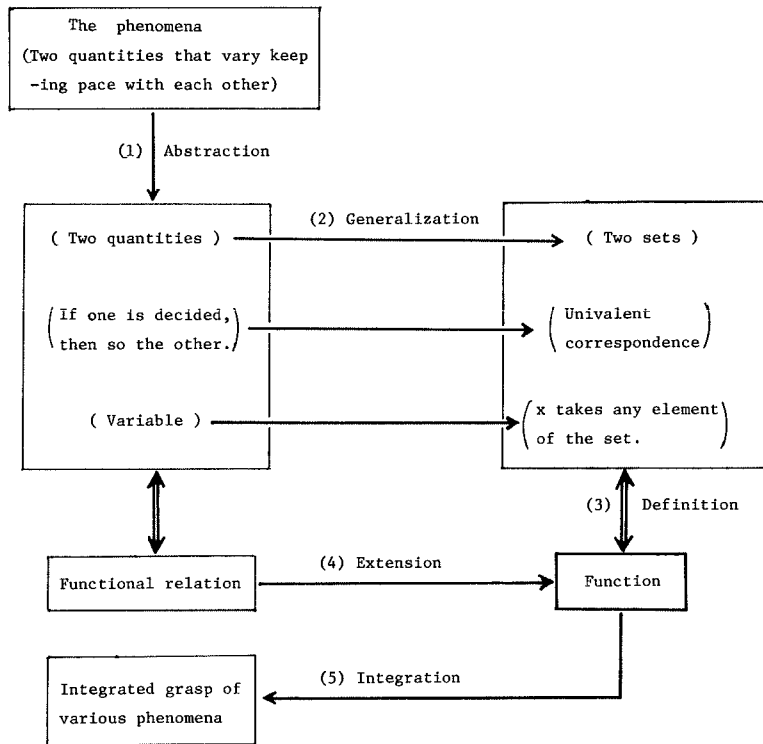 The phenomena
(Two quantities that vary keep
-ing pace with each other)
(1) Abstraction
(2) Generalization
( Two quantities )
( Two sets )
(If one is decided,
then so the other.)
(Univalent
correspondence)
( Variable )
(x takes any element
of the set.)
(3) Definition
Functional relation
(4) Extension
Function
(5) Integration
Integrated grasp of
various phenomena